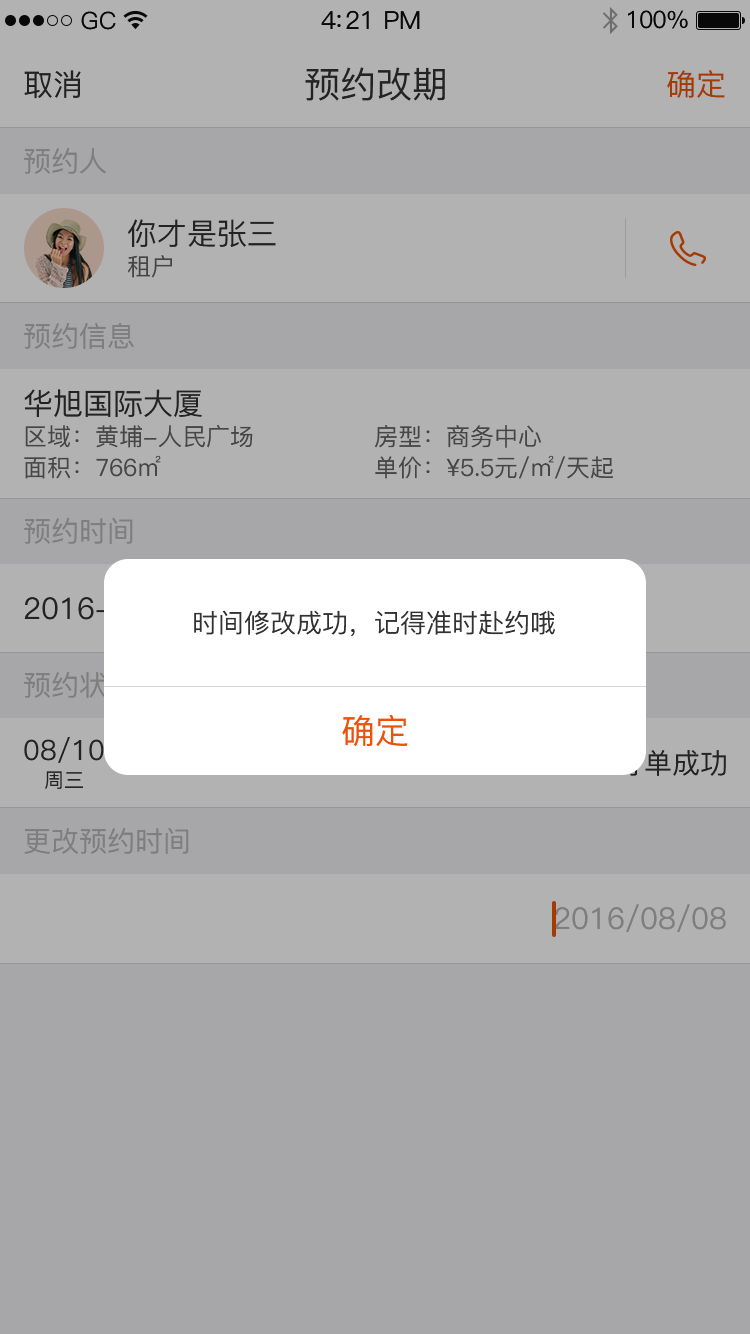 GC 4:21 PM 100%
取消 预约改期 确定
预约人
你才是张三
租户
预约信息
华旭国际大厦
区域：黄埔–人民广场 房型：商务中心
面积：766㎡ 单价：¥5.5元/㎡/天起
预约时间
2016-
时间修改成功，记得准时赴约哦
预约状
确定
08/10
单成功
周三
更改预约时间
2016/08/08